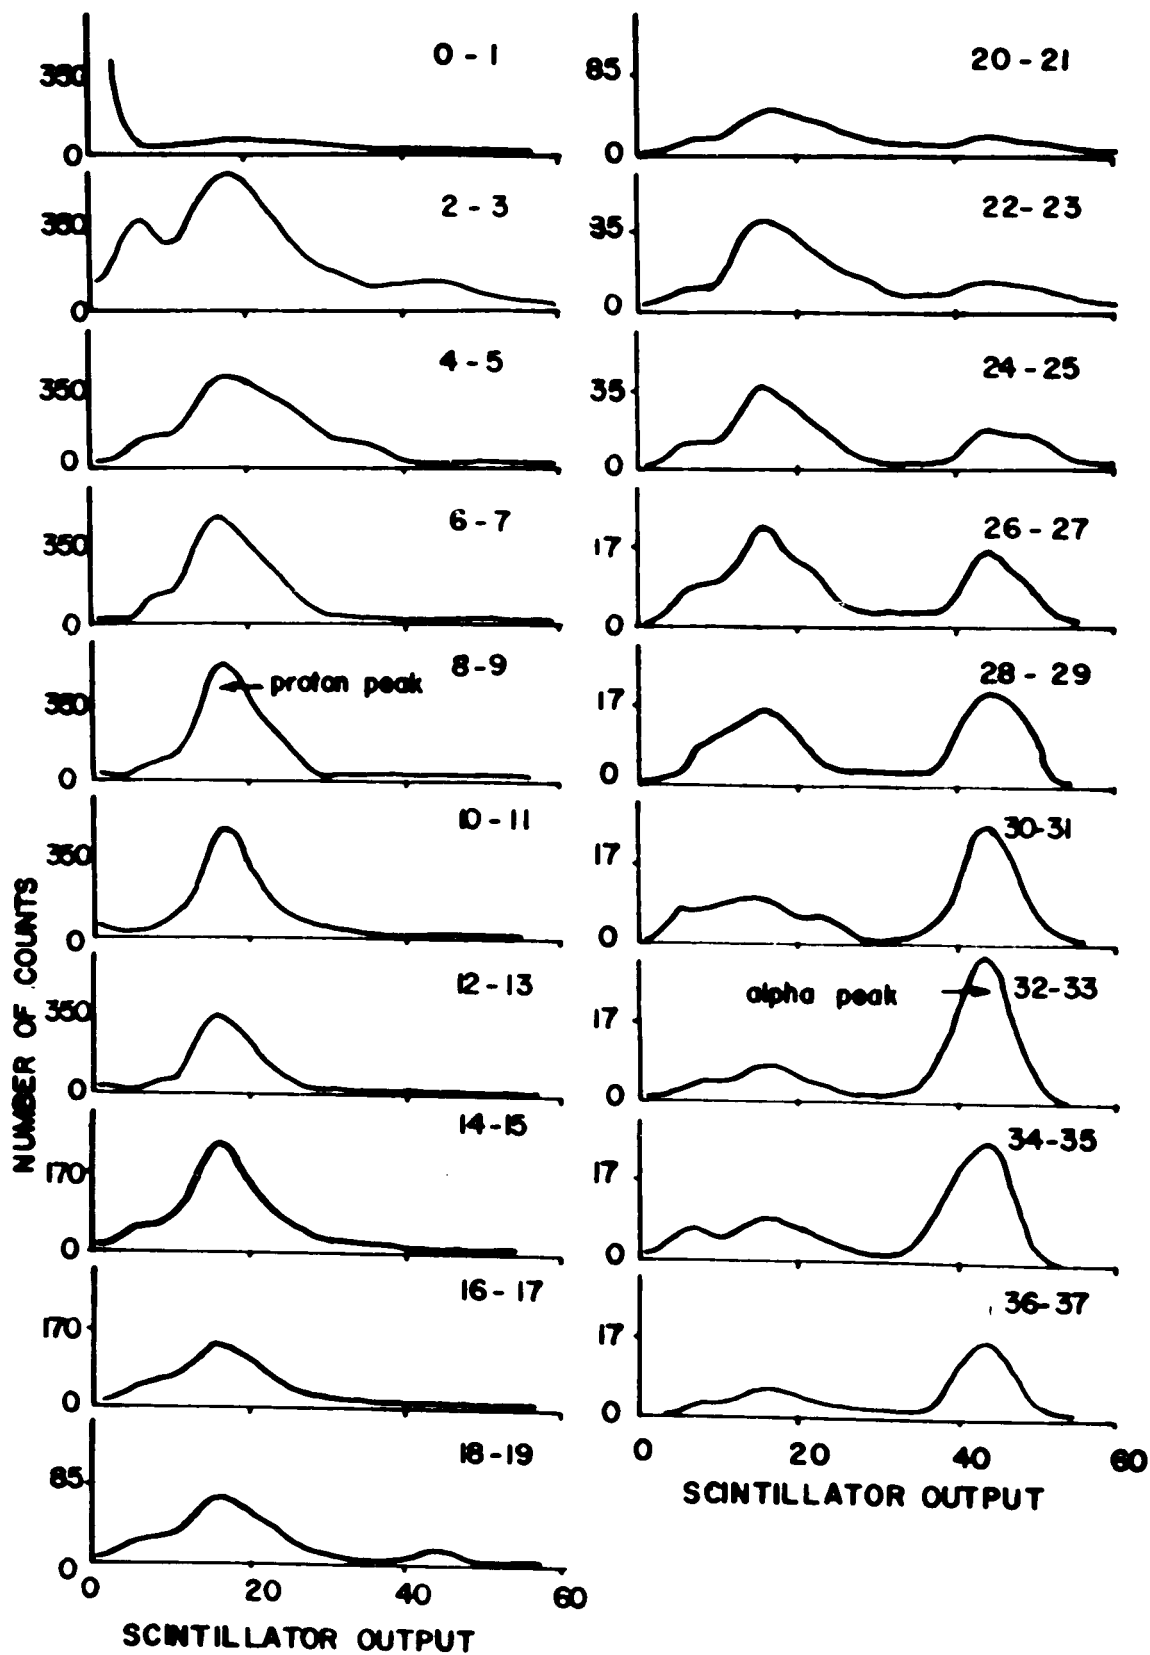 350
0 - 1
0
350
2 - 3
0
350
4 - 5
0
350
6 - 7
0
8 - 9
proton peak
350
0
10 - 11
350
0
12 - 13
350
0
14 - 15
170
0
16 - 17
170
0
18 - 19
85
0
0 20 40 60
SCINTILLATOR OUTPUT
NUMBER OF COUNTS
85
20 - 21
0
22 - 23
35
0
24 - 25
35
0
26 - 27
17
0
28 - 29
17
0
30-31
17
0
alpha peak
32-33
17
0
34-35
17
0
36-37
17
0
0 20 40 60
SCINTILLATOR OUTPUT